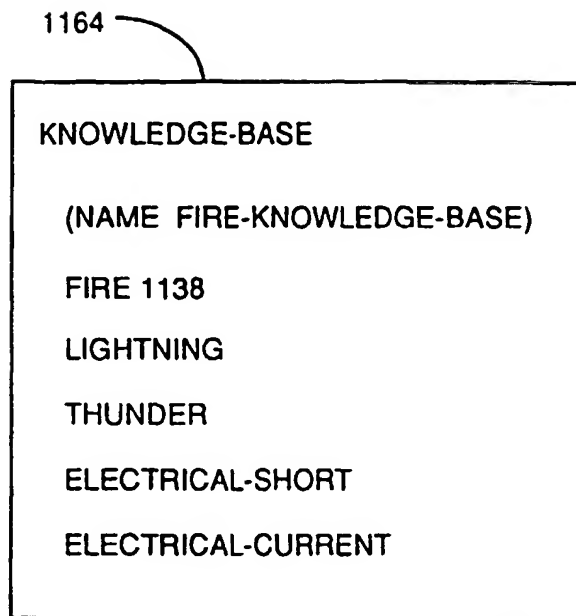 1164
KNOWLEDGE-BASE
(NAME FIRE-KNOWLEDGE-BASE)
FIRE 1138
LIGHTNING
THUNDER
ELECTRICAL-SHORT
ELECTRICAL-CURRENT